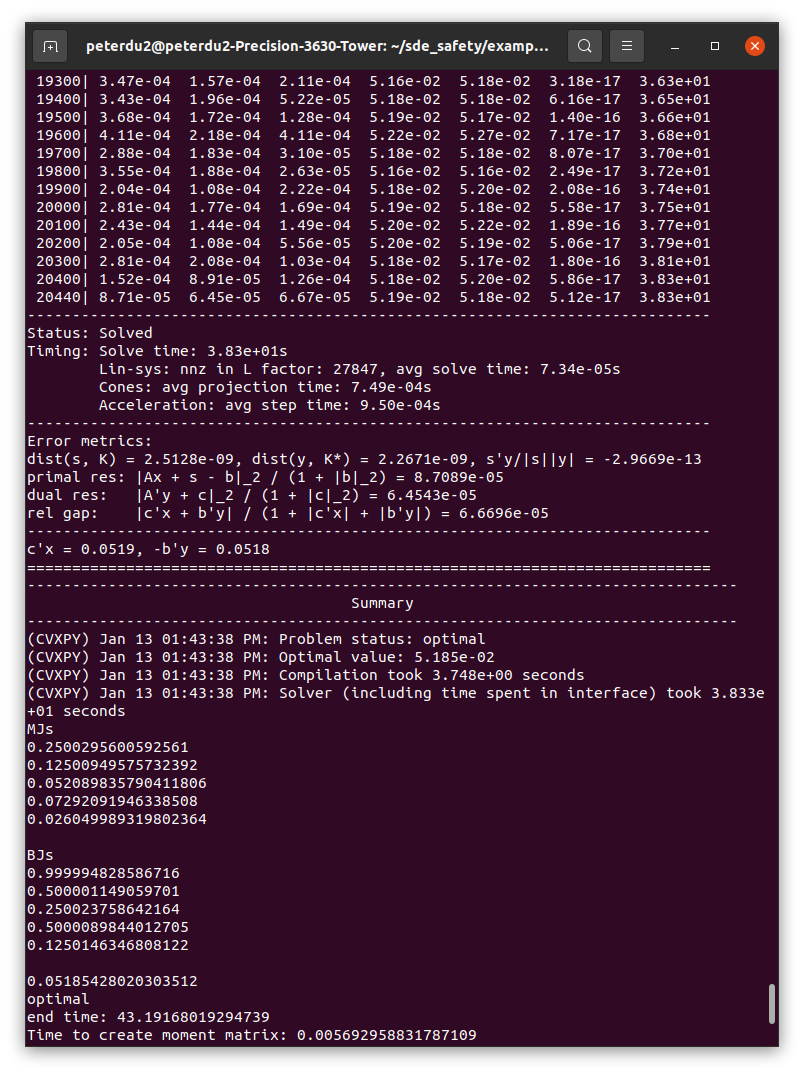 peterdu2@peterdu2-Precision-3630-Tower: ~/sde_safety/examp...
19300| 3.47e-04 1.57e-04 2.11e-04 5.16e-02 5.18e-02 3.18e-17 3.63e+01
19400| 3.43e-04 1.96e-04 5.22e-05 5.18e-02 5.18e-02 6.16e-17 3.65e+01
19500| 3.68e-04 1.72e-04 1.28e-04 5.19e-02 5.17e-02 1.40e-16 3.66e+01
19600| 4.11e-04 2.18e-04 4.11e-04 5.22e-02 5.27e-02 7.17e-17 3.68e+01
19700| 2.88e-04 1.83e-04 3.10e-05 5.18e-02 5.18e-02 8.07e-17 3.70e+01
19800| 3.55e-04 1.88e-04 2.63e-05 5.16e-02 5.16e-02 2.49e-17 3.72e+01
19900| 2.04e-04 1.08e-04 2.22e-04 5.18e-02 5.20e-02 2.08e-16 3.74e+01
20000| 2.81e-04 1.77e-04 1.69e-04 5.19e-02 5.18e-02 5.58e-17 3.75e+01
20100| 2.43e-04 1.44e-04 1.49e-04 5.20e-02 5.22e-02 1.89e-16 3.77e+01
20200| 2.05e-04 1.08e-04 5.56e-05 5.20e-02 5.19e-02 5.06e-17 3.79e+01
20300| 2.81e-04 2.08e-04 1.03e-04 5.18e-02 5.17e-02 1.80e-16 3.81e+01
20400| 1.52e-04 8.91e-05 1.26e-04 5.18e-02 5.20e-02 5.86e-17 3.83e+01
20440| 8.71e-05 6.45e-05 6.67e-05 5.19e-02 5.18e-02 5.12e-17 3.83e+01
----------------------------------------------------------------------------
Status: Solved
Timing: Solve time: 3.83e+01s
Lin-sys: nnz in L factor: 27847, avg solve time: 7.34e-05s
Cones: avg projection time: 7.49e-04s
Acceleration: avg step time: 9.50e-04s
----------------------------------------------------------------------------
Error metrics:
dist(s, K) = 2.5128e-09, dist(y, K*) = 2.2671e-09, s'y/|s||y| = -2.9669e-13
primal res: |Ax + s - b|_2 / (1 + |b|_2) = 8.7089e-05
dual res: |A'y + c|_2 / (1 + |c|_2) = 6.4543e-05
rel gap: |c'x + b'y| / (1 + |c'x| + |b'y|) = 6.6696e-05
----------------------------------------------------------------------------
c'x = 0.0519, -b'y = 0.0518
============================================================================
-------------------------------------------------------------------------------
Summary
-------------------------------------------------------------------------------
(CVXPY) Jan 13 01:43:38 PM: Problem status: optimal
(CVXPY) Jan 13 01:43:38 PM: Optimal value: 5.185e-02
(CVXPY) Jan 13 01:43:38 PM: Compilation took 3.748e+00 seconds
(CVXPY) Jan 13 01:43:38 PM: Solver (including time spent in interface) took 3.833e
+01 seconds
MJs
0.2500295600592561
0.12500949575732392
0.052089835790411806
0.07292091946338508
0.026049989319802364
BJs
0.999994828586716
0.500001149059701
0.250023758642164
0.5000089844012705
0.1250146346808122
0.05185428020303512
optimal
end time: 43.19168019294739
Time to create moment matrix: 0.005692958831787109